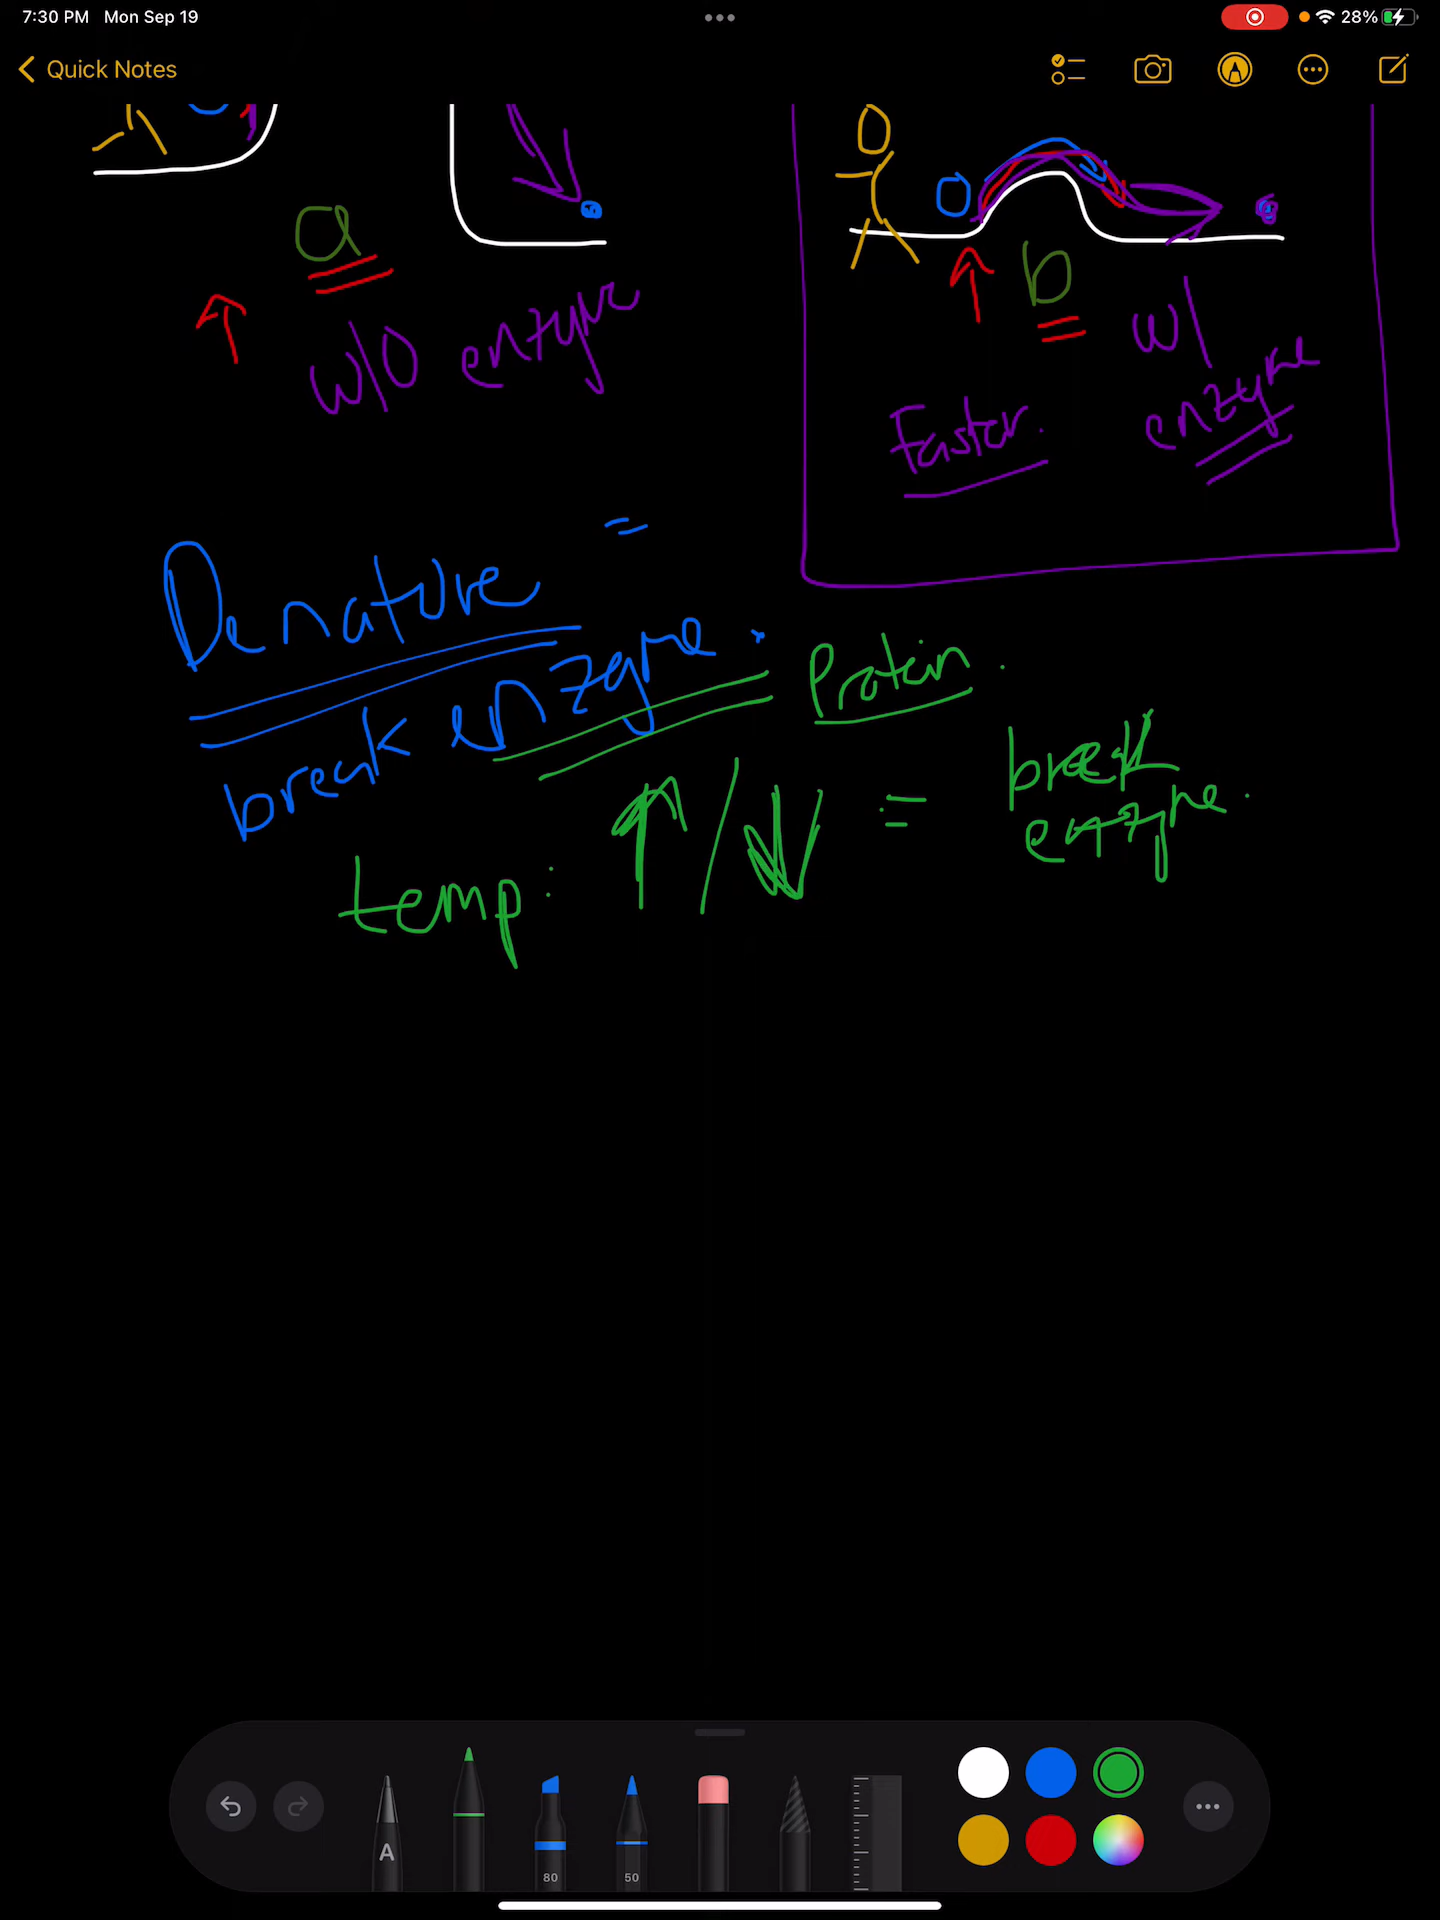 7:30 PM Mon Sep 19
28%
Quick Notes
a
b
w/o enzyme
w/
enzyme
Faster.
Denature =
break enzyme.
Protein.
temp: ↑/↓ = break
enzyme.
A
80
50